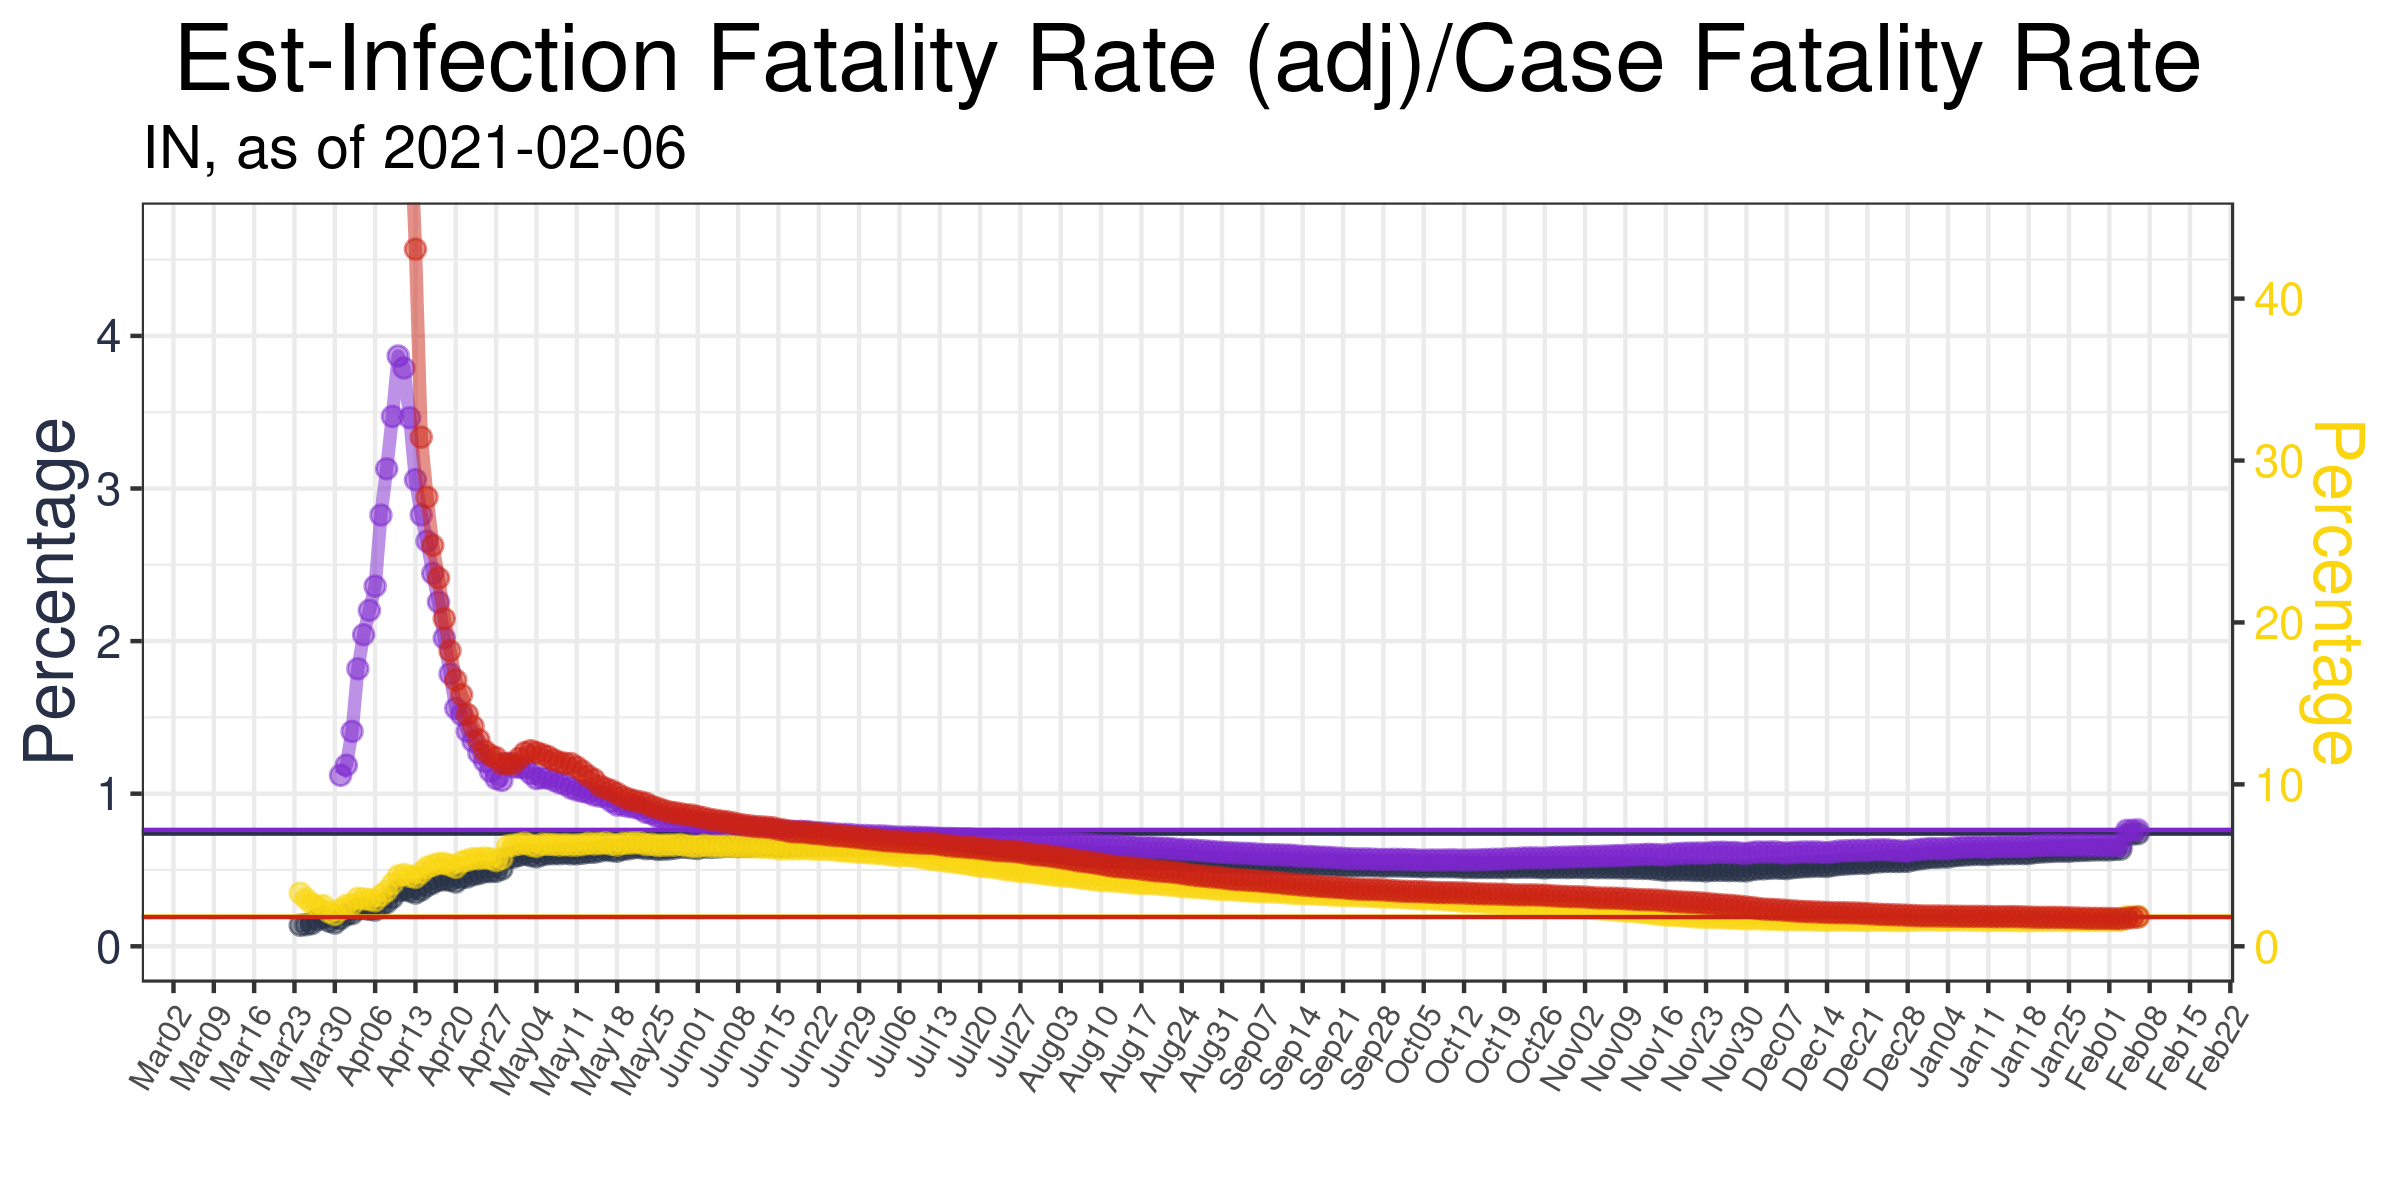 Est-Infection Fatality Rate (adj)/Case Fatality Rate
IN, as of 2021-02-06
Percentage
4
3
2
1
0
40
30
20
10
0
Percentage
Mar02
Mar09
Mar16
Mar23
Mar30
Apr06
Apr13
Apr20
Apr27
May04
May11
May18
May25
Jun01
Jun08
Jun15
Jun22
Jun29
Jul06
Jul13
Jul20
Jul27
Aug03
Aug10
Aug17
Aug24
Aug31
Sep07
Sep14
Sep21
Sep28
Oct05
Oct12
Oct19
Oct26
Nov02
Nov09
Nov16
Nov23
Nov30
Dec07
Dec14
Dec21
Dec28
Jan04
Jan11
Jan18
Jan25
Feb01
Feb08
Feb15
Feb22